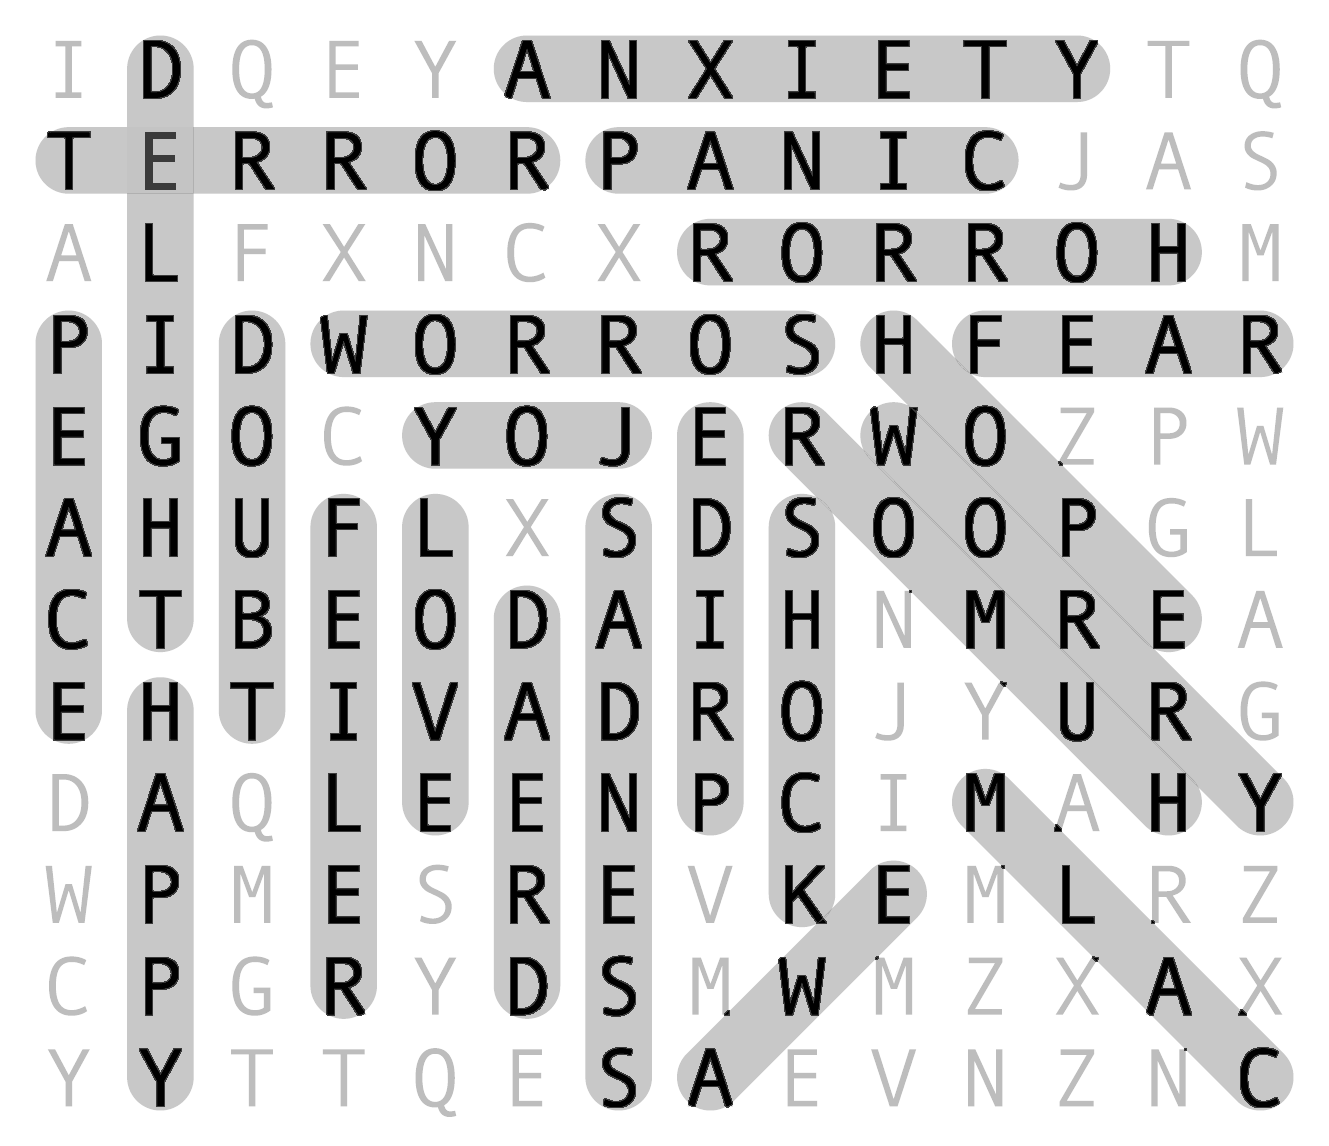 I D Q E Y A N X I E T Y T Q
T E R R O R P A N I C J A S
A L F X N C X R O R R O H M
P I D W O R R O S H F E A R
E G O C Y O J E R W O Z P W
A H U F L X S D S O O P G L
C T B E O D A I H N M R E A
E H T I V A D R O J Y U R G
D A Q L E E N P C I M A H Y
W P M E S R E V K E M L R Z
C P G R Y D S M W M Z X A X
Y Y T T Q E S A E V N Z N C